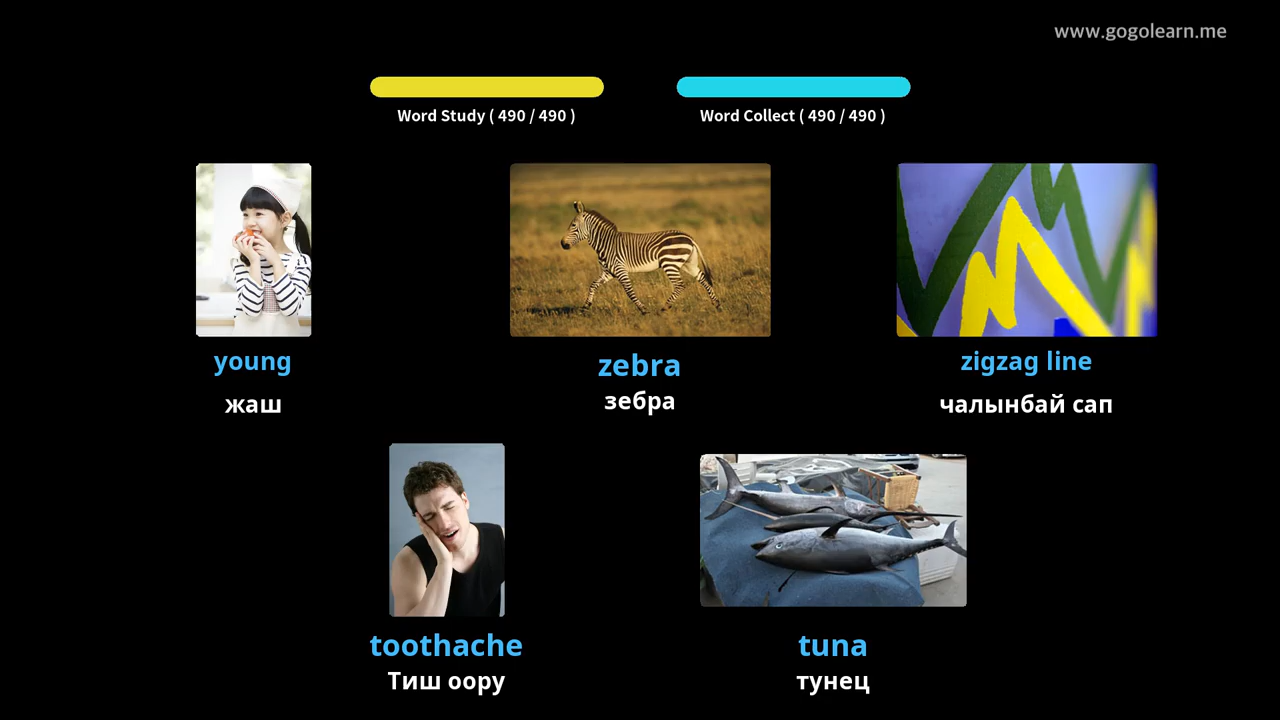 www.gogolearn.me
Word Study ( 490 / 490 )
Word Collect ( 490 / 490 )
young
жаш
zebra
зебра
zigzag line
чалынбай сап
toothache
Тиш оору
tuna
тунец